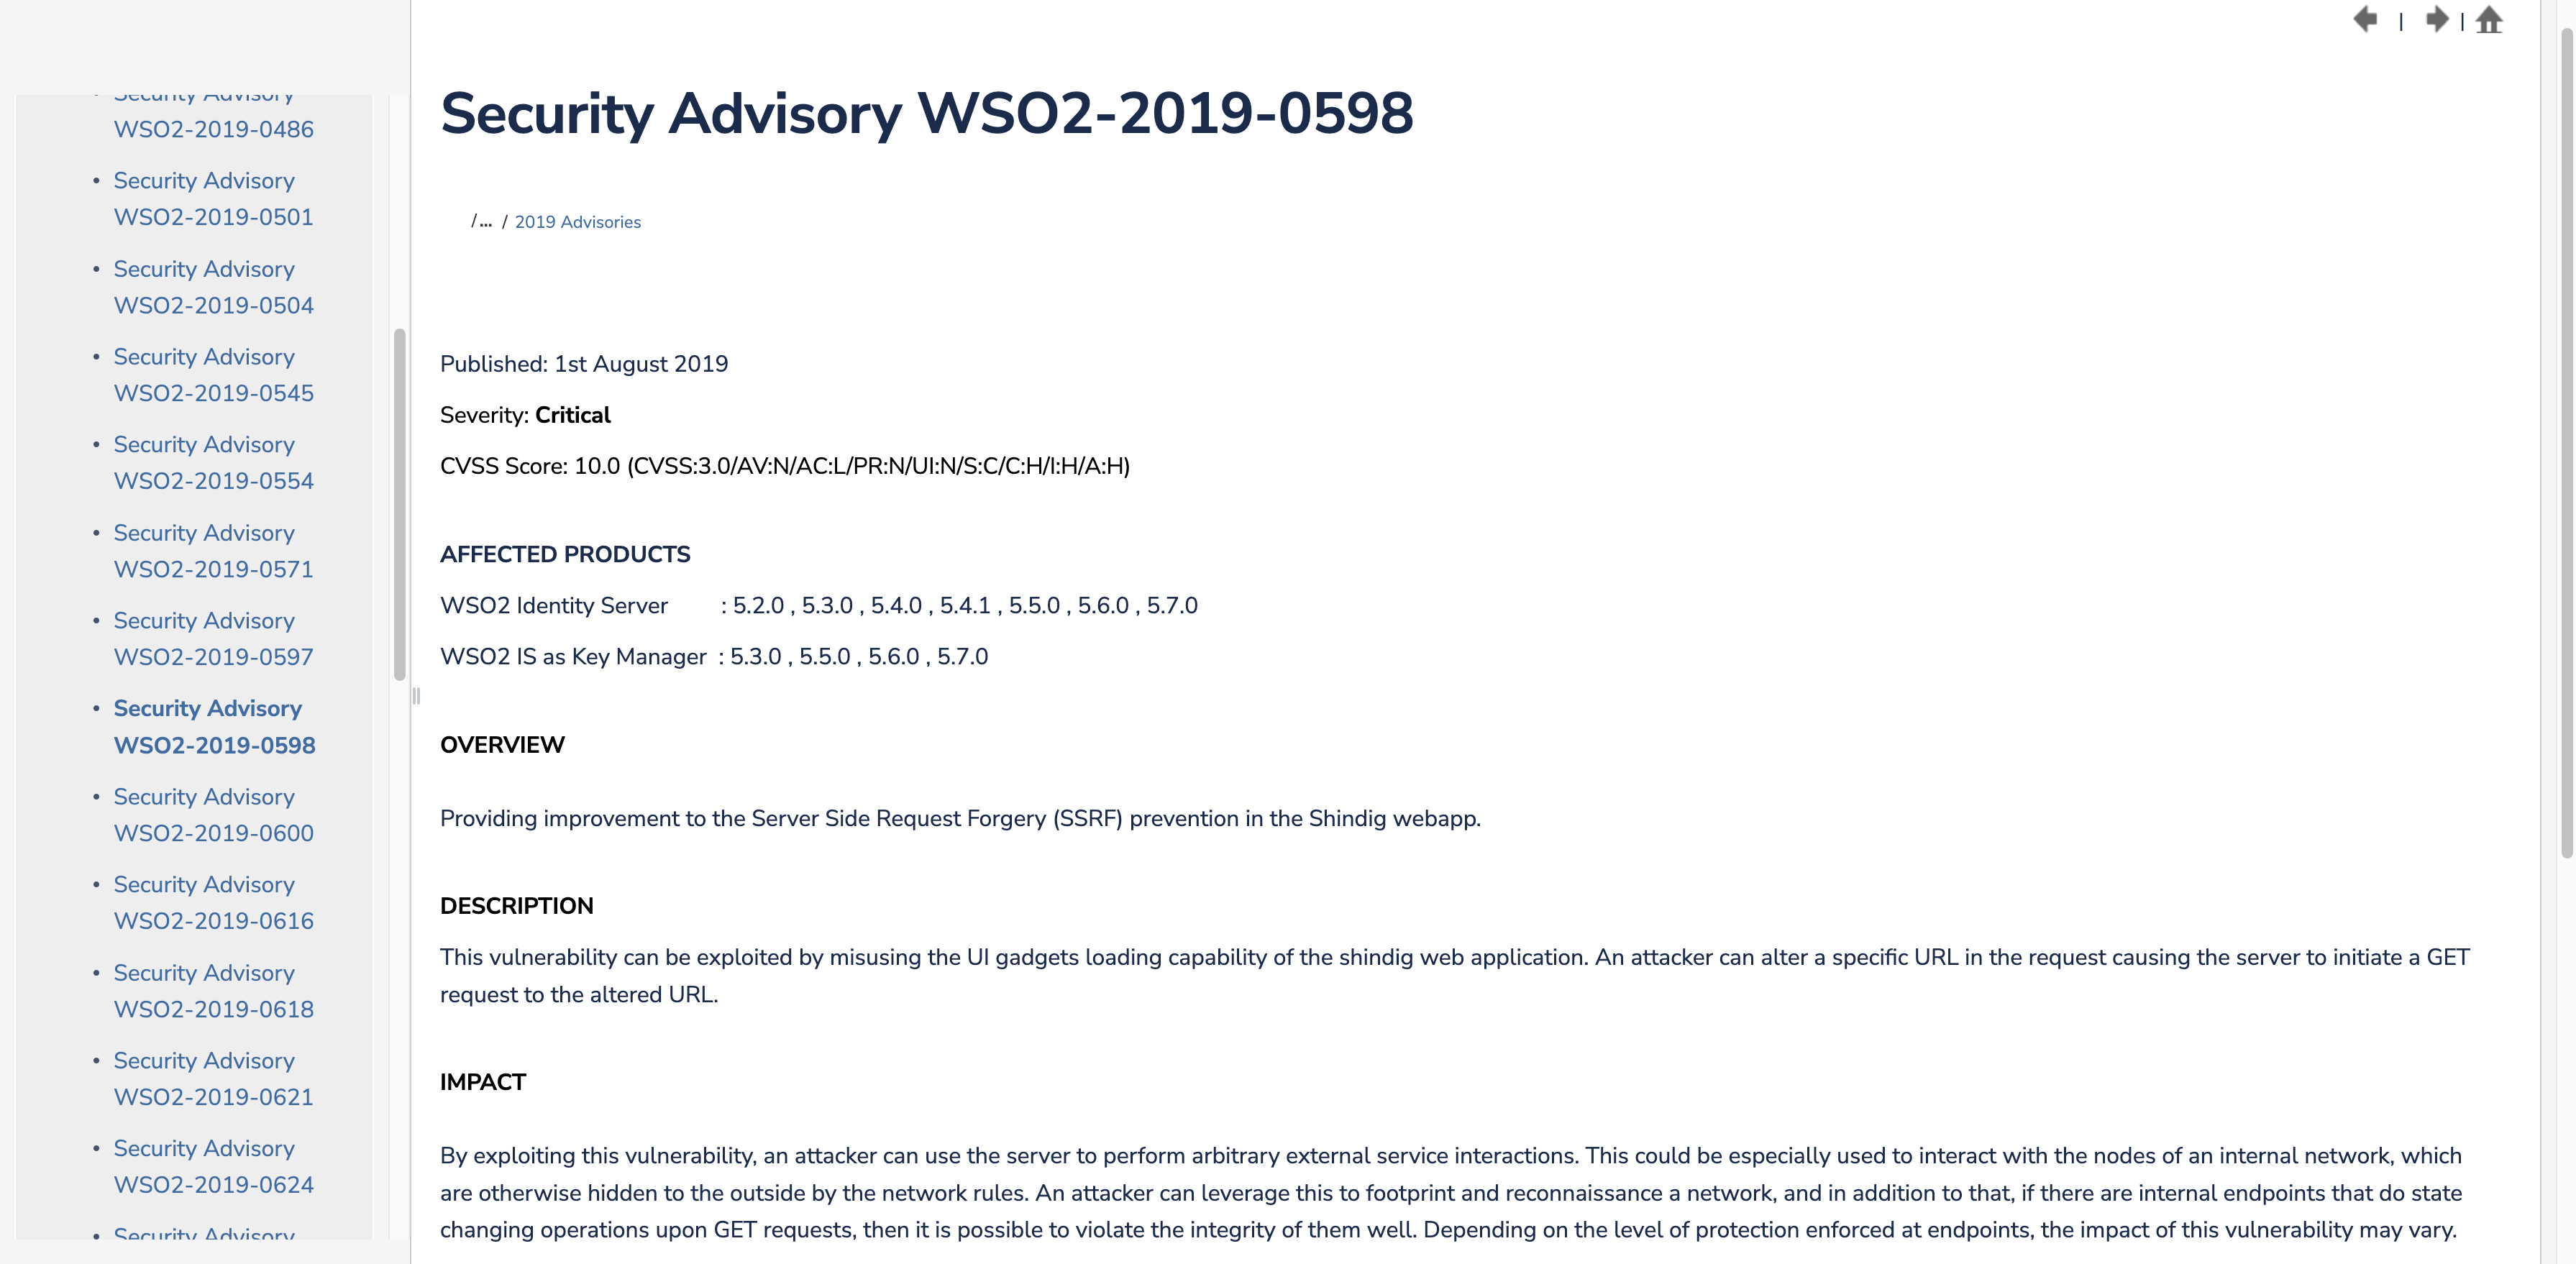 Security Advisory
WSO2-2019-0486
• Security Advisory
WSO2-2019-0501
• Security Advisory
WSO2-2019-0504
• Security Advisory
WSO2-2019-0545
• Security Advisory
WSO2-2019-0554
• Security Advisory
WSO2-2019-0571
• Security Advisory
WSO2-2019-0597
• Security Advisory
WSO2-2019-0598
• Security Advisory
WSO2-2019-0600
• Security Advisory
WSO2-2019-0616
• Security Advisory
WSO2-2019-0618
• Security Advisory
WSO2-2019-0621
• Security Advisory
WSO2-2019-0624
• Security Advisory
| |
Security Advisory WSO2-2019-0598
/ ... / 2019 Advisories
Published: 1st August 2019
Severity: Critical
CVSS Score: 10.0 (CVSS:3.0/AV:N/AC:L/PR:N/UI:N/S:C/C:H/I:H/A:H)
AFFECTED PRODUCTS
WSO2 Identity Server : 5.2.0 , 5.3.0 , 5.4.0 , 5.4.1 , 5.5.0 , 5.6.0 , 5.7.0
WSO2 IS as Key Manager : 5.3.0 , 5.5.0 , 5.6.0 , 5.7.0
OVERVIEW
Providing improvement to the Server Side Request Forgery (SSRF) prevention in the Shindig webapp.
DESCRIPTION
This vulnerability can be exploited by misusing the UI gadgets loading capability of the shindig web application. An attacker can alter a specific URL in the request causing the server to initiate a GET
request to the altered URL.
IMPACT
By exploiting this vulnerability, an attacker can use the server to perform arbitrary external service interactions. This could be especially used to interact with the nodes of an internal network, which
are otherwise hidden to the outside by the network rules. An attacker can leverage this to footprint and reconnaissance a network, and in addition to that, if there are internal endpoints that do state
changing operations upon GET requests, then it is possible to violate the integrity of them well. Depending on the level of protection enforced at endpoints, the impact of this vulnerability may vary.